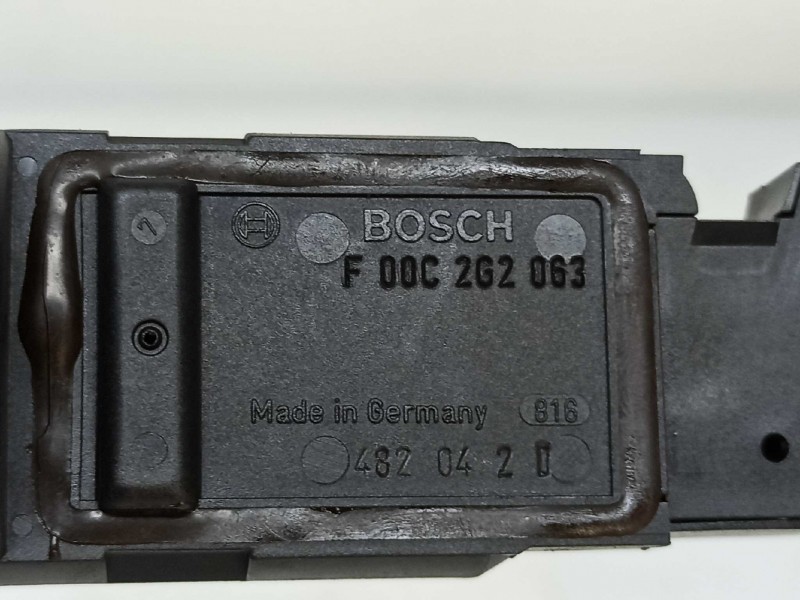 BOSCH
F 00C 2G2 063
Made in Germany 816
482 04 2 D